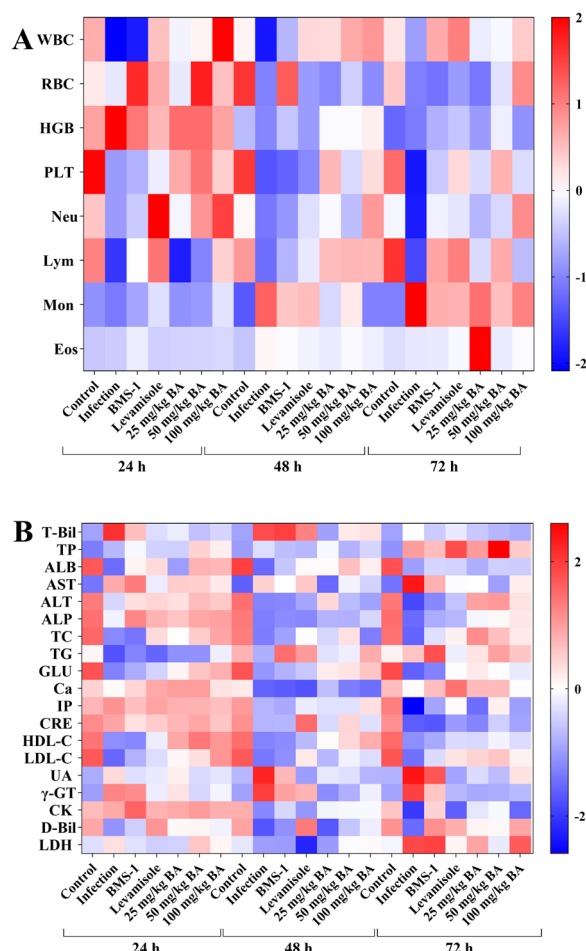 A
WBC
RBC
HGB
PLT
Neu
Lym
Mon
Eos
2
1
0
-1
-2
Control
Infection
BMS-1
Levamisole
25 mg/kg BA
50 mg/kg BA
100 mg/kg BA
Control
Infection
BMS-1
Levamisole
25 mg/kg BA
50 mg/kg BA
100 mg/kg BA
Control
Infection
BMS-1
Levamisole
25 mg/kg BA
50 mg/kg BA
100 mg/kg BA
24 h
48 h
72 h
B
T-Bil
TP
ALB
AST
ALT
ALP
TC
TG
GLU
Ca
IP
CRE
HDL-C
LDL-C
UA
γ-GT
CK
D-Bil
LDH
2
1
0
-1
-2
Control
Infection
BMS-1
Levamisole
25 mg/kg BA
50 mg/kg BA
100 mg/kg BA
Control
Infection
BMS-1
Levamisole
25 mg/kg BA
50 mg/kg BA
100 mg/kg BA
Control
Infection
BMS-1
Levamisole
25 mg/kg BA
50 mg/kg BA
100 mg/kg BA
24 h
48 h
72 h